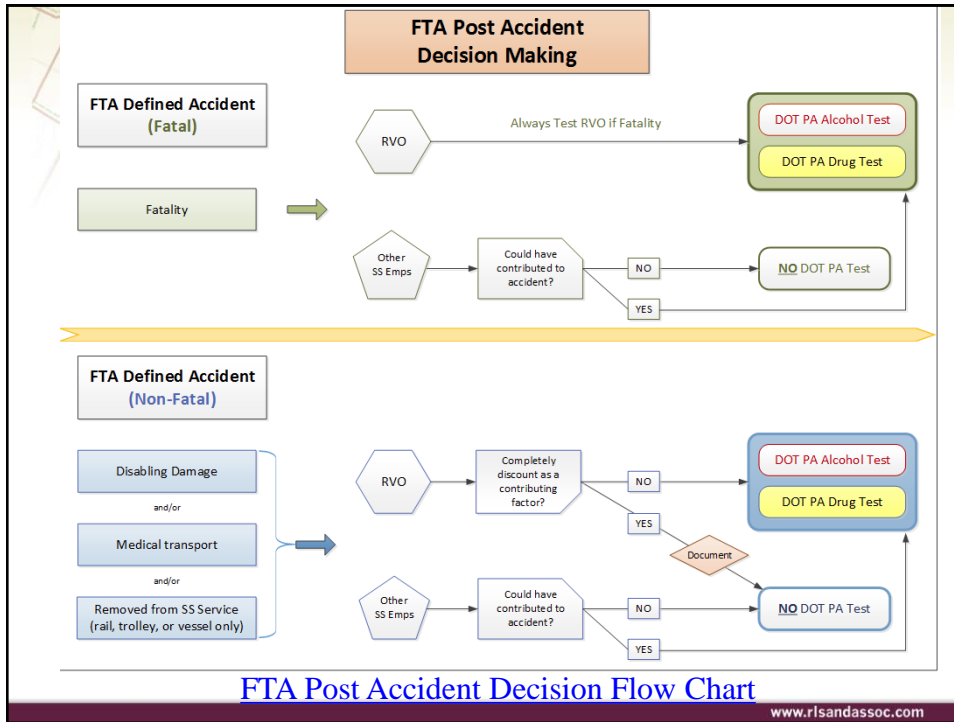 FTA Post Accident
Decision Making
FTA Defined Accident
(Fatal)
Fatality
RVO
Always Test RVO if Fatality
DOT PA Alcohol Test
DOT PA Drug Test
Other
SS Emps
Could have
contributed to
accident?
NO
YES
NO DOT PA Test
FTA Defined Accident
(Non-Fatal)
Disabling Damage
and/or
Medical transport
and/or
Removed from SS Service
(rail, trolley, or vessel only)
RVO
Completely
discount as a
contributing
factor?
NO
YES
Document
DOT PA Alcohol Test
DOT PA Drug Test
Other
SS Emps
Could have
contributed to
accident?
NO
YES
NO DOT PA Test
FTA Post Accident Decision Flow Chart
www.rlsandassoc.com